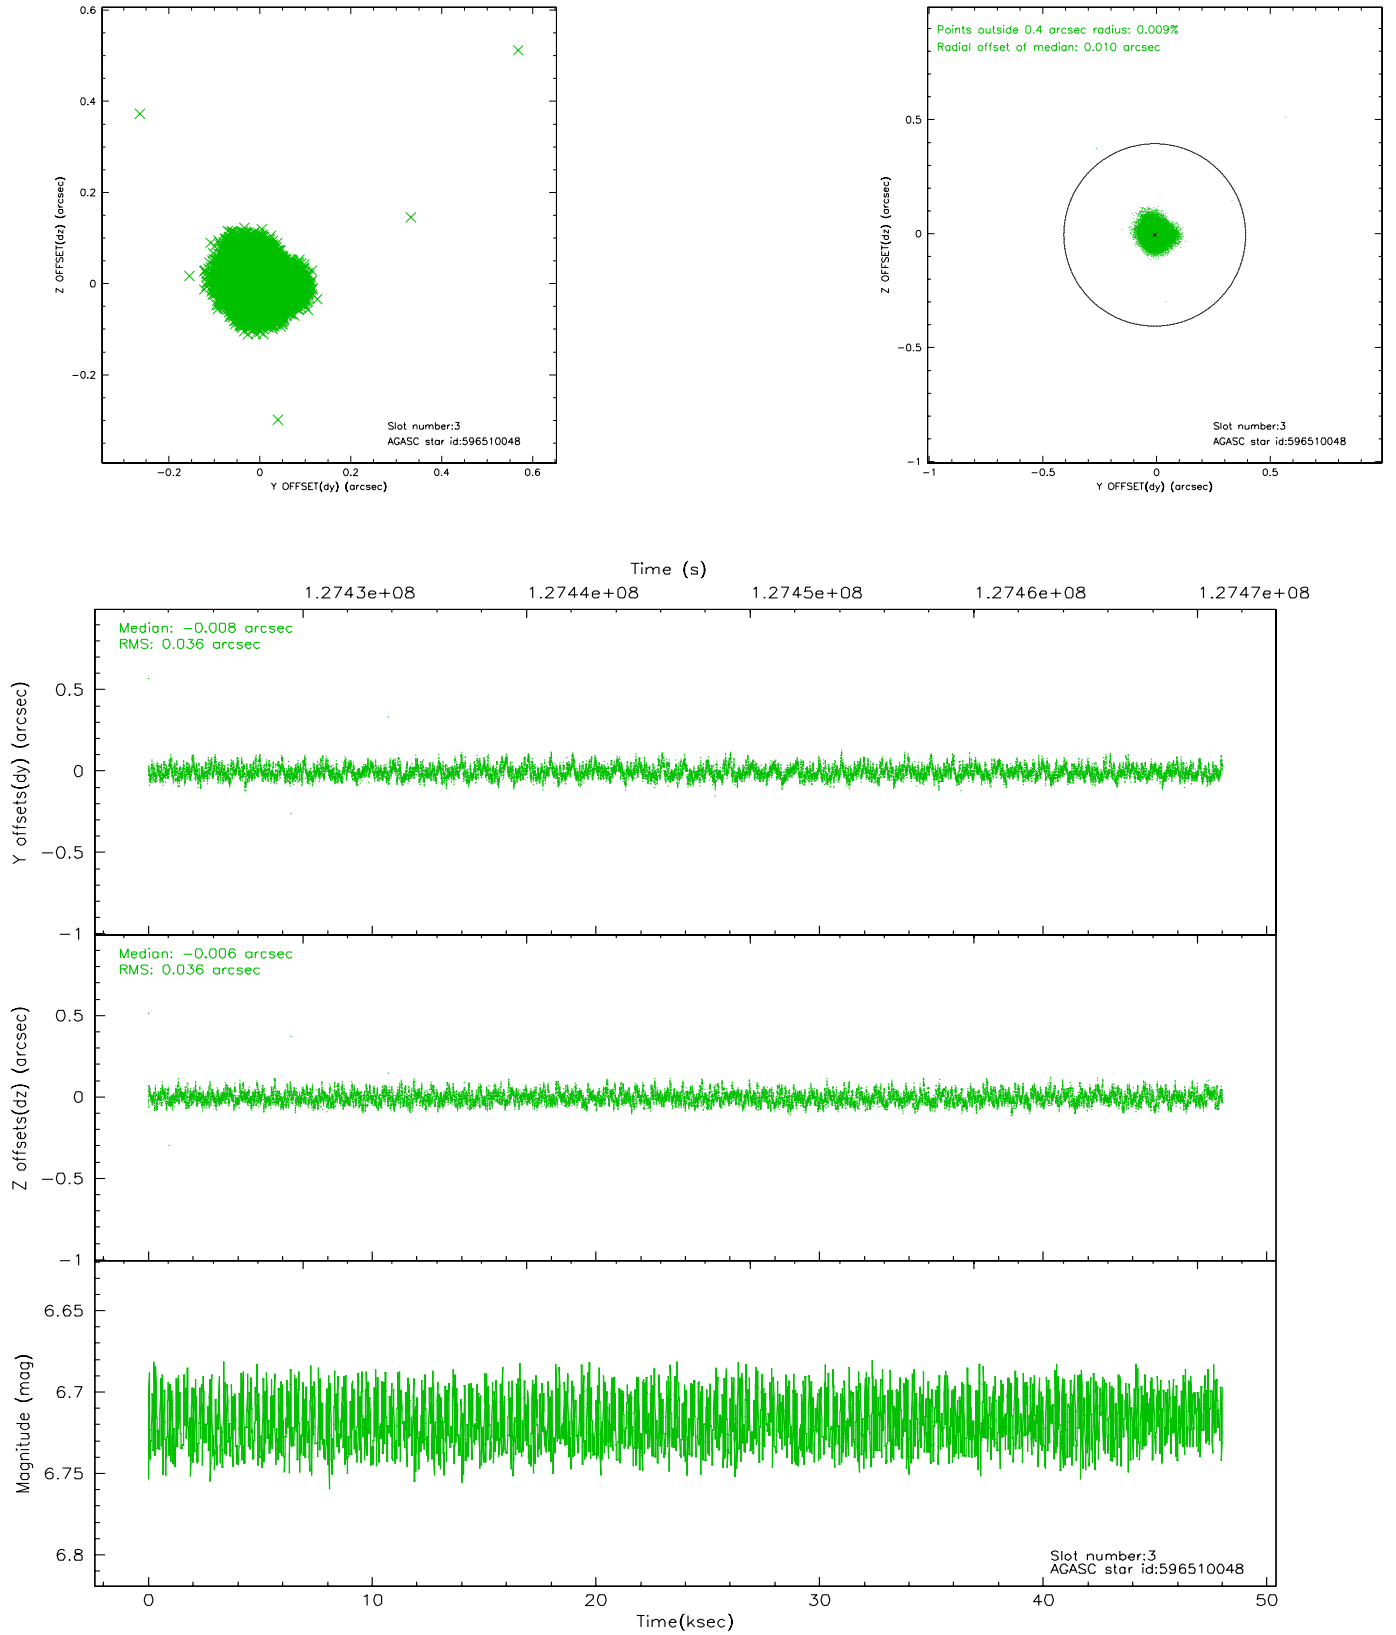 0.6
0.4
0.2
0
−0.2
Z OFFSET(dz) (arcsec)
Slot number:3
AGASC star id:596510048
−0.2 0 0.2 0.4 0.6
Y OFFSET(dy) (arcsec)
Points outside 0.4 arcsec radius: 0.009%
Radial offset of median: 0.010 arcsec
0.5
0
−0.5
−1
Z OFFSET(dz) (arcsec)
Slot number:3
AGASC star id:596510048
−1 −0.5 0 0.5
Y OFFSET(dy) (arcsec)
Time (s)
1.2743e+08 1.2744e+08 1.2745e+08 1.2746e+08 1.2747e+08
Median: −0.008 arcsec
RMS: 0.036 arcsec
0.5
0
−0.5
−1
Y offsets(dy) (arcsec)
Median: −0.006 arcsec
RMS: 0.036 arcsec
0.5
0
−0.5
−1
Z offsets(dz) (arcsec)
6.65
6.7
6.75
6.8
Magnitude (mag)
Slot number:3
AGASC star id:596510048
0 10 20 30 40 50
Time(ksec)